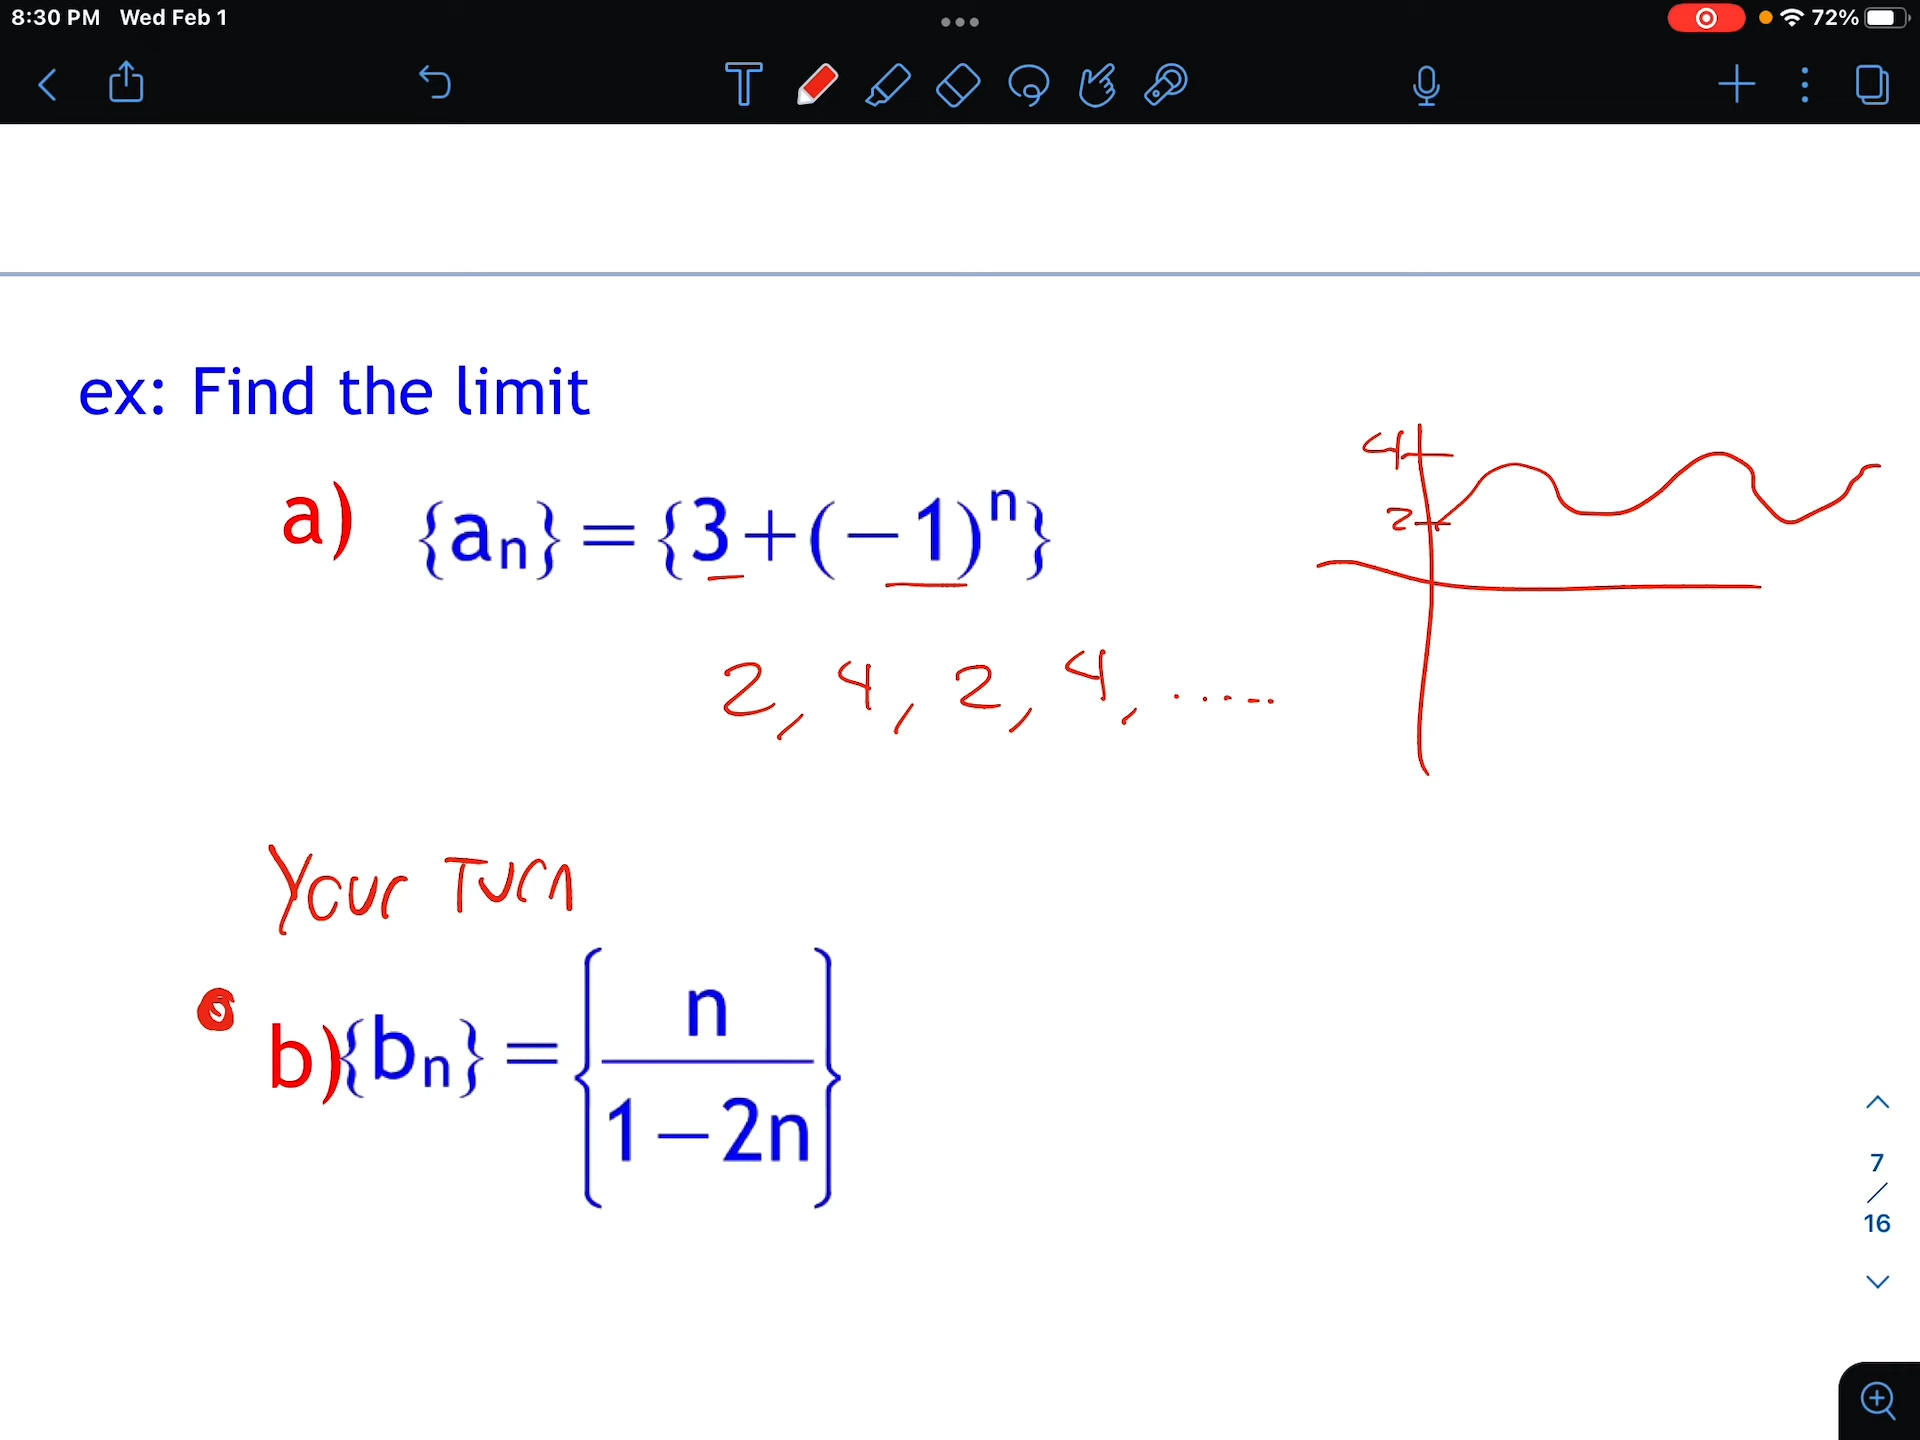 8:30 PM Wed Feb 1
72%
T
ex: Find the limit
a) {aₙ} = {3+(−1)ⁿ}
4
2
2, 4, 2, 4, .....
Your Turn
b) {bₙ} = {n / 1−2n}
7
/
16